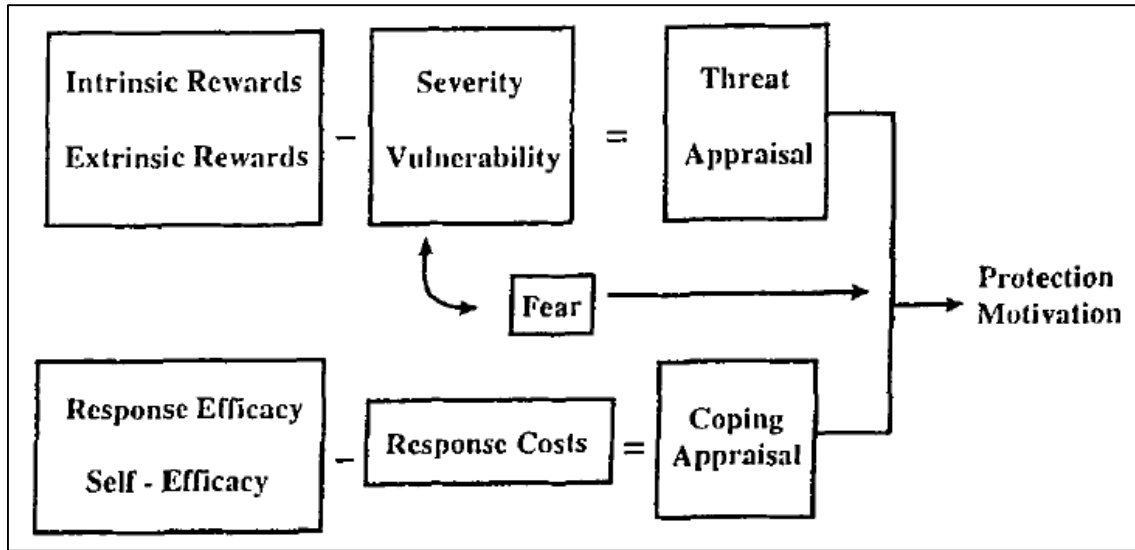 Intrinsic Rewards
Extrinsic Rewards
–
Severity
Vulnerability
=
Threat
Appraisal
Fear
Protection
Motivation
Response Efficacy
Self - Efficacy
–
Response Costs
=
Coping
Appraisal